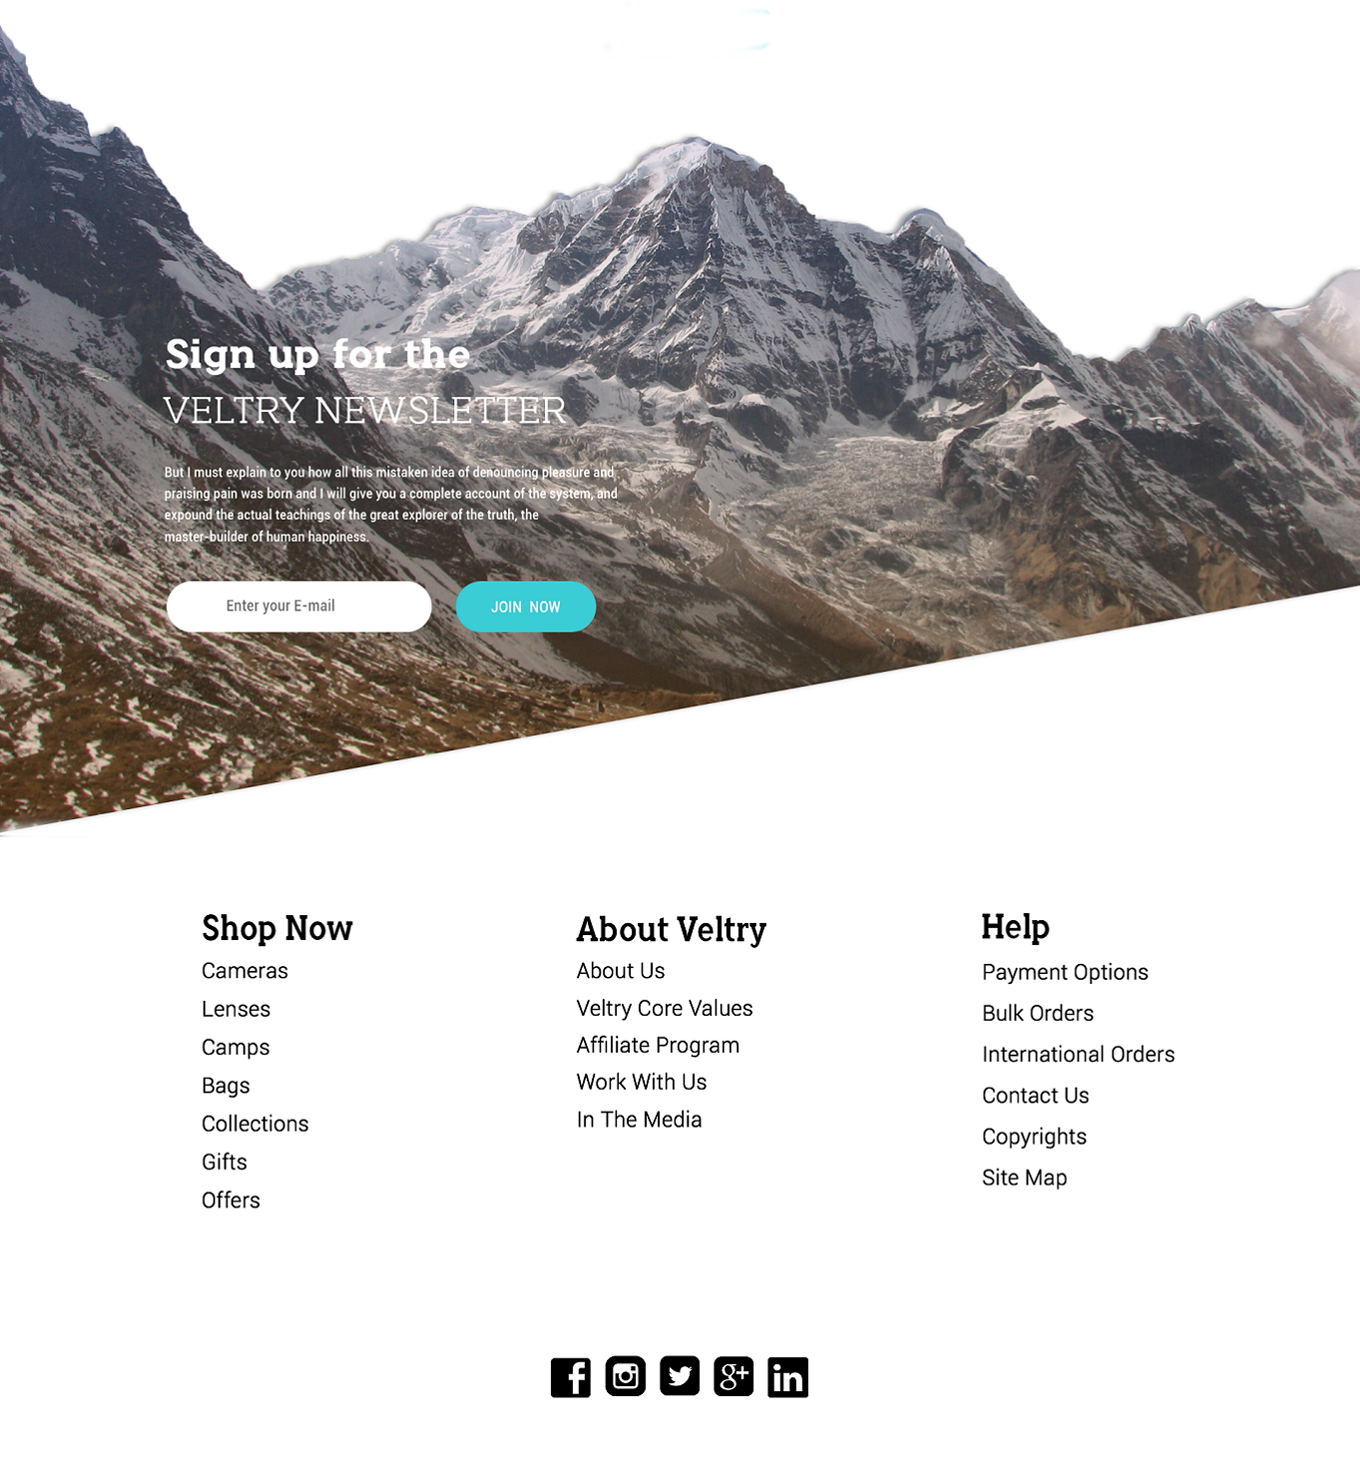 Sign up for the
VELTRY NEWSLETTER
But I must explain to you how all this mistaken idea of denouncing pleasure and
praising pain was born and I will give you a complete account of the system, and
expound the actual teachings of the great explorer of the truth, the
master-builder of human happiness.
Enter your E-mail
JOIN NOW
Shop Now
Cameras
Lenses
Camps
Bags
Collections
Gifts
Offers
About Veltry
About Us
Veltry Core Values
Affiliate Program
Work With Us
In The Media
Help
Payment Options
Bulk Orders
International Orders
Contact Us
Copyrights
Site Map